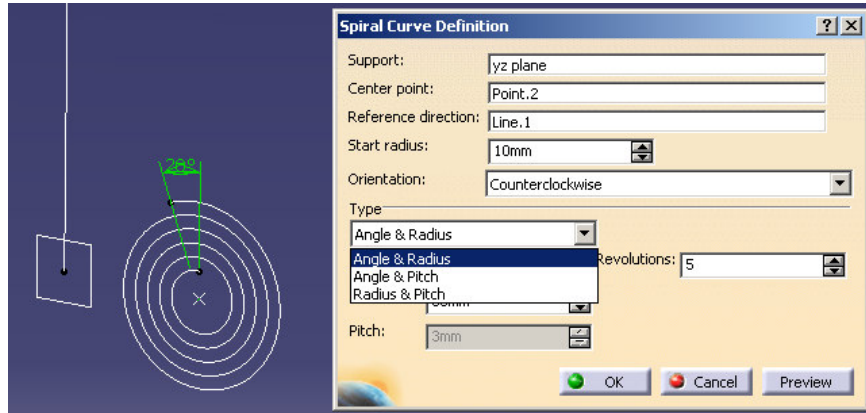 Spiral Curve Definition
Support: yz plane
Center point: Point.2
Reference direction: Line.1
Start radius: 10mm
Orientation: Counterclockwise
Type
Angle & Radius
Angle & Radius Revolutions: 5
Angle & Pitch
Radius & Pitch
Pitch: 3mm
OK Cancel Preview